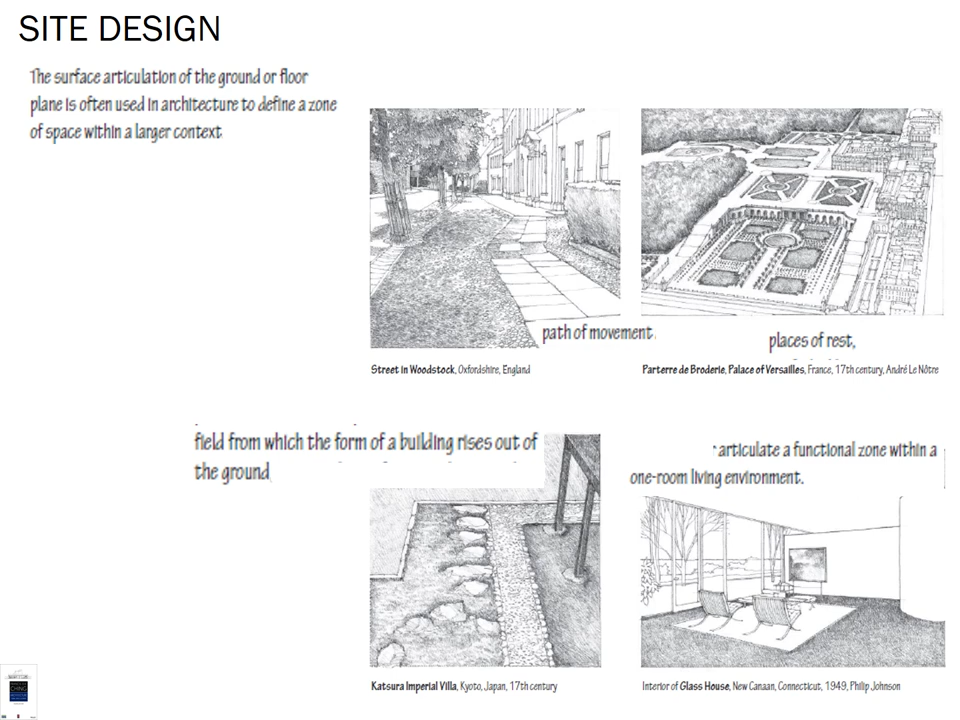 SITE DESIGN
The surface articulation of the ground or floor
plane is often used in architecture to define a zone
of space within a larger context
path of movement.
places of rest,
Street in Woodstock, Oxfordshire, England
Parterre de Broderie, Palace of Versailles, France, 17th century, André Le Nôtre
field from which the form of a building rises out of
the ground
articulate a functional zone within a
one-room living environment.
Katsura Imperial Villa, Kyoto, Japan, 17th century
Interior of Glass House, New Canaan, Connecticut, 1949, Philip Johnson
CHING